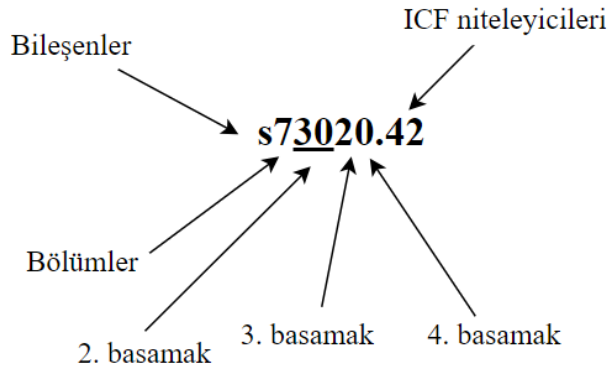 ICF niteleyicileri
Bileşenler
s73020.42
Bölümler
2. basamak
3. basamak
4. basamak